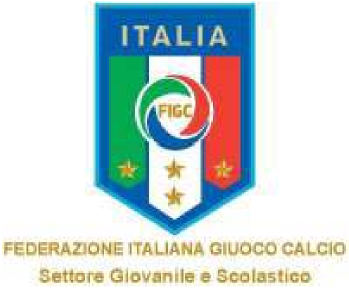 ITALIA
FIGC
FEDERAZIONE ITALIANA GIUOCO CALCIO
Settore Giovanile e Scolastico